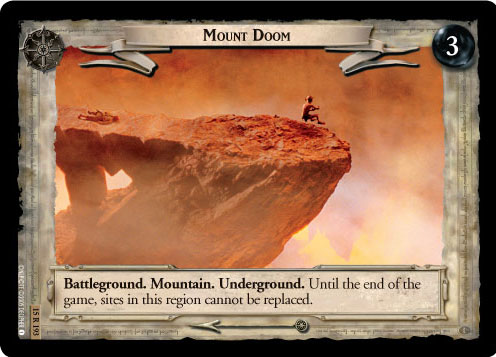 MOUNT DOOM
3
Battleground. Mountain. Underground. Until the end of the
game, sites in this region cannot be replaced.
15 R 193